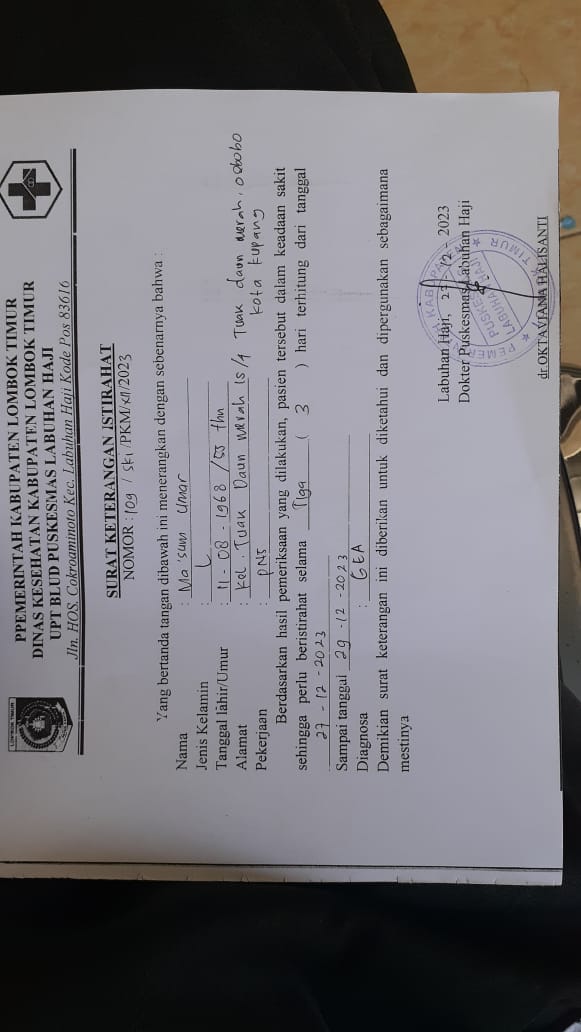 PPEMERINTAH KABUPATEN LOMBOK TIMUR
DINAS KESEHATAN KABUPATEN LOMBOK TIMUR
UPT BLUD PUSKESMAS LABUHAN HAJI
Jln. HOS. Cokroaminoto Kec. Labuhan Haji Kode Pos 83616
LOMBOK TIMUR
SURAT KETERANGAN ISTIRAHAT
NOMOR : 109 / SKI /PKM/XII/2023
Yang bertanda tangan dibawah ini menerangkan dengan sebenarnya bahwa :
Nama : Ma'sum Umar
Jenis Kelamin : L
Tanggal lahir/Umur : 11-08-1968 / 55 thn
Alamat : Kel. Tuak Daun Merah 15/4 Tuak daun merah, oebobo
Kota Kupang
Pekerjaan : PNS
Berdasarkan hasil pemeriksaan yang dilakukan, pasien tersebut dalam keadaan sakit
sehingga perlu beristirahat selama Tiga ( 3 ) hari terhitung dari tanggal
27-12-2023
Sampai tanggal 29-12-2023
Diagnosa : GEA
Demikian surat keterangan ini diberikan untuk diketahui dan dipergunakan sebagaimana
mestinya
Labuhan Haji, 27-12-2023
Dokter Puskesmas Labuhan Haji
PEMERINTAH KABUPATEN LOMBOK TIMUR
PUSKESMAS
LABUHAN HAJI
dr OKTAVIANA HALISANTI